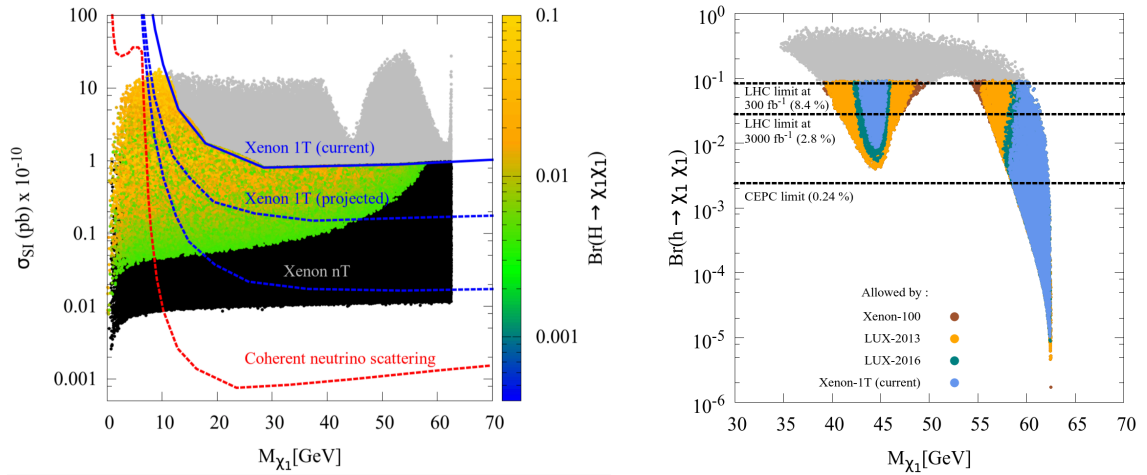 100
10
1
0.1
0.01
0.001
σSI (pb) x 10⁻¹⁰
Xenon 1T (current)
Xenon 1T (projected)
Xenon nT
Coherent neutrino scattering
0 10 20 30 40 50 60 70
Mχ₁[GeV]
0.1
0.01
0.001
Br(H → χ₁χ₁)
10⁰
10⁻¹
10⁻²
10⁻³
10⁻⁴
10⁻⁵
10⁻⁶
Br(h → χ₁ χ₁)
LHC limit at
300 fb⁻¹ (8.4 %)
LHC limit at
3000 fb⁻¹ (2.8 %)
CEPC limit (0.24 %)
Allowed by :
Xenon-100
LUX-2013
LUX-2016
Xenon-1T (current)
30 35 40 45 50 55 60 65 70
Mχ₁[GeV]